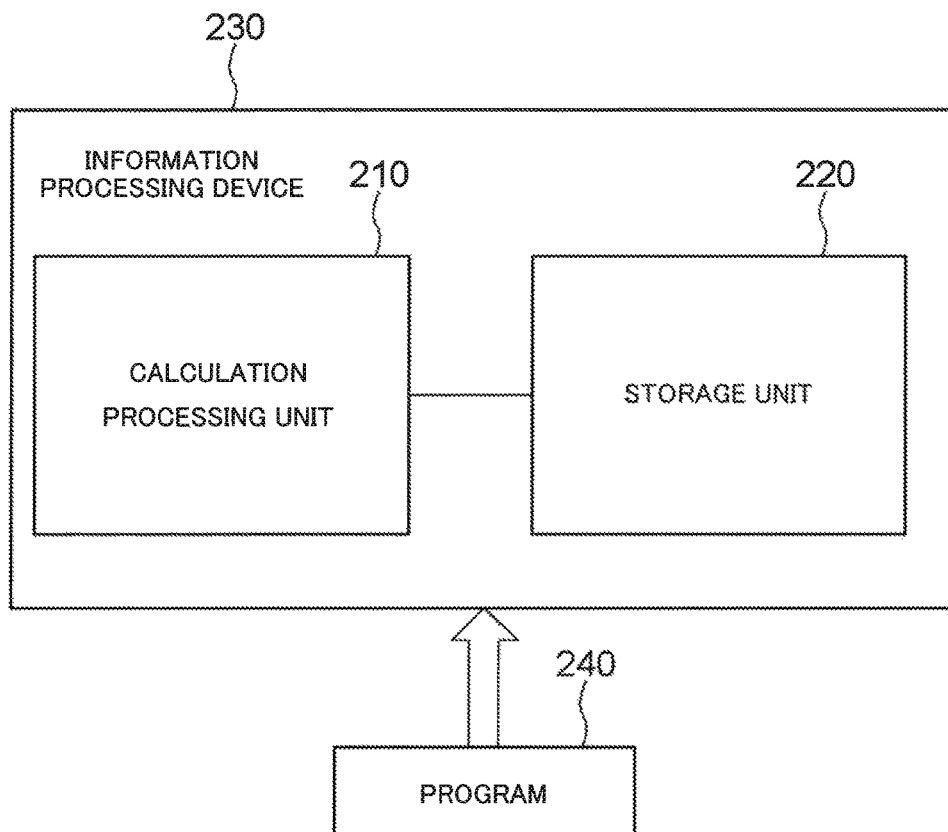 230
INFORMATION
PROCESSING DEVICE
210
220
CALCULATION
PROCESSING UNIT
STORAGE UNIT
240
PROGRAM